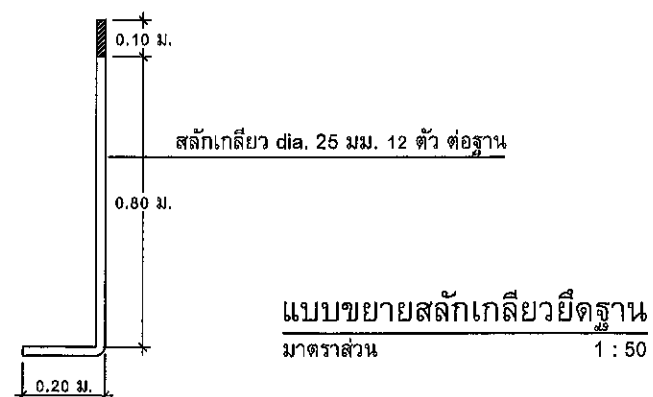 0.10 ม.
สลักเกลียว dia. 25 มม. 12 ตัว ต่อฐาน
0.80 ม.
แบบขยายสลักเกลียวยึดฐาน
มาตราส่วน 1 : 50
0.20 ม.